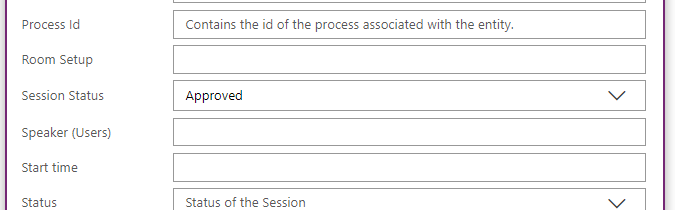 Process Id Contains the id of the process associated with the entity.
Room Setup
Session Status Approved
Speaker (Users)
Start time
Status Status of the Session